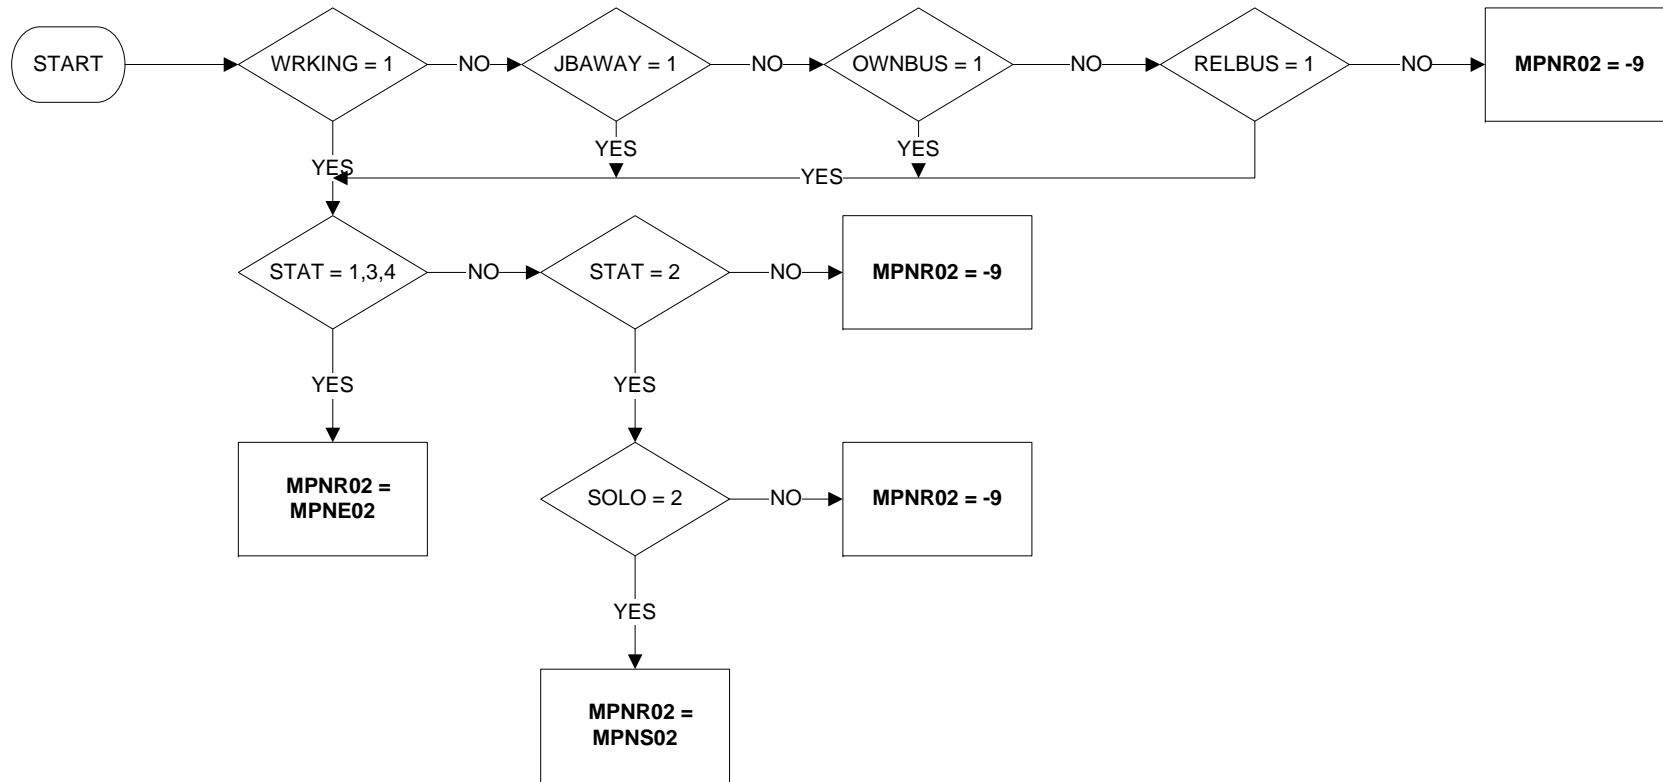 START
WRKING = 1
NO
JBAWAY = 1
NO
OWNBUS = 1
NO
RELBUS = 1
NO
MPNR02 = -9
YES
YES
YES
YES
STAT = 1,3,4
NO
STAT = 2
NO
MPNR02 = -9
YES
YES
MPNR02 =
MPNE02
SOLO = 2
NO
MPNR02 = -9
YES
MPNR02 =
MPNS02